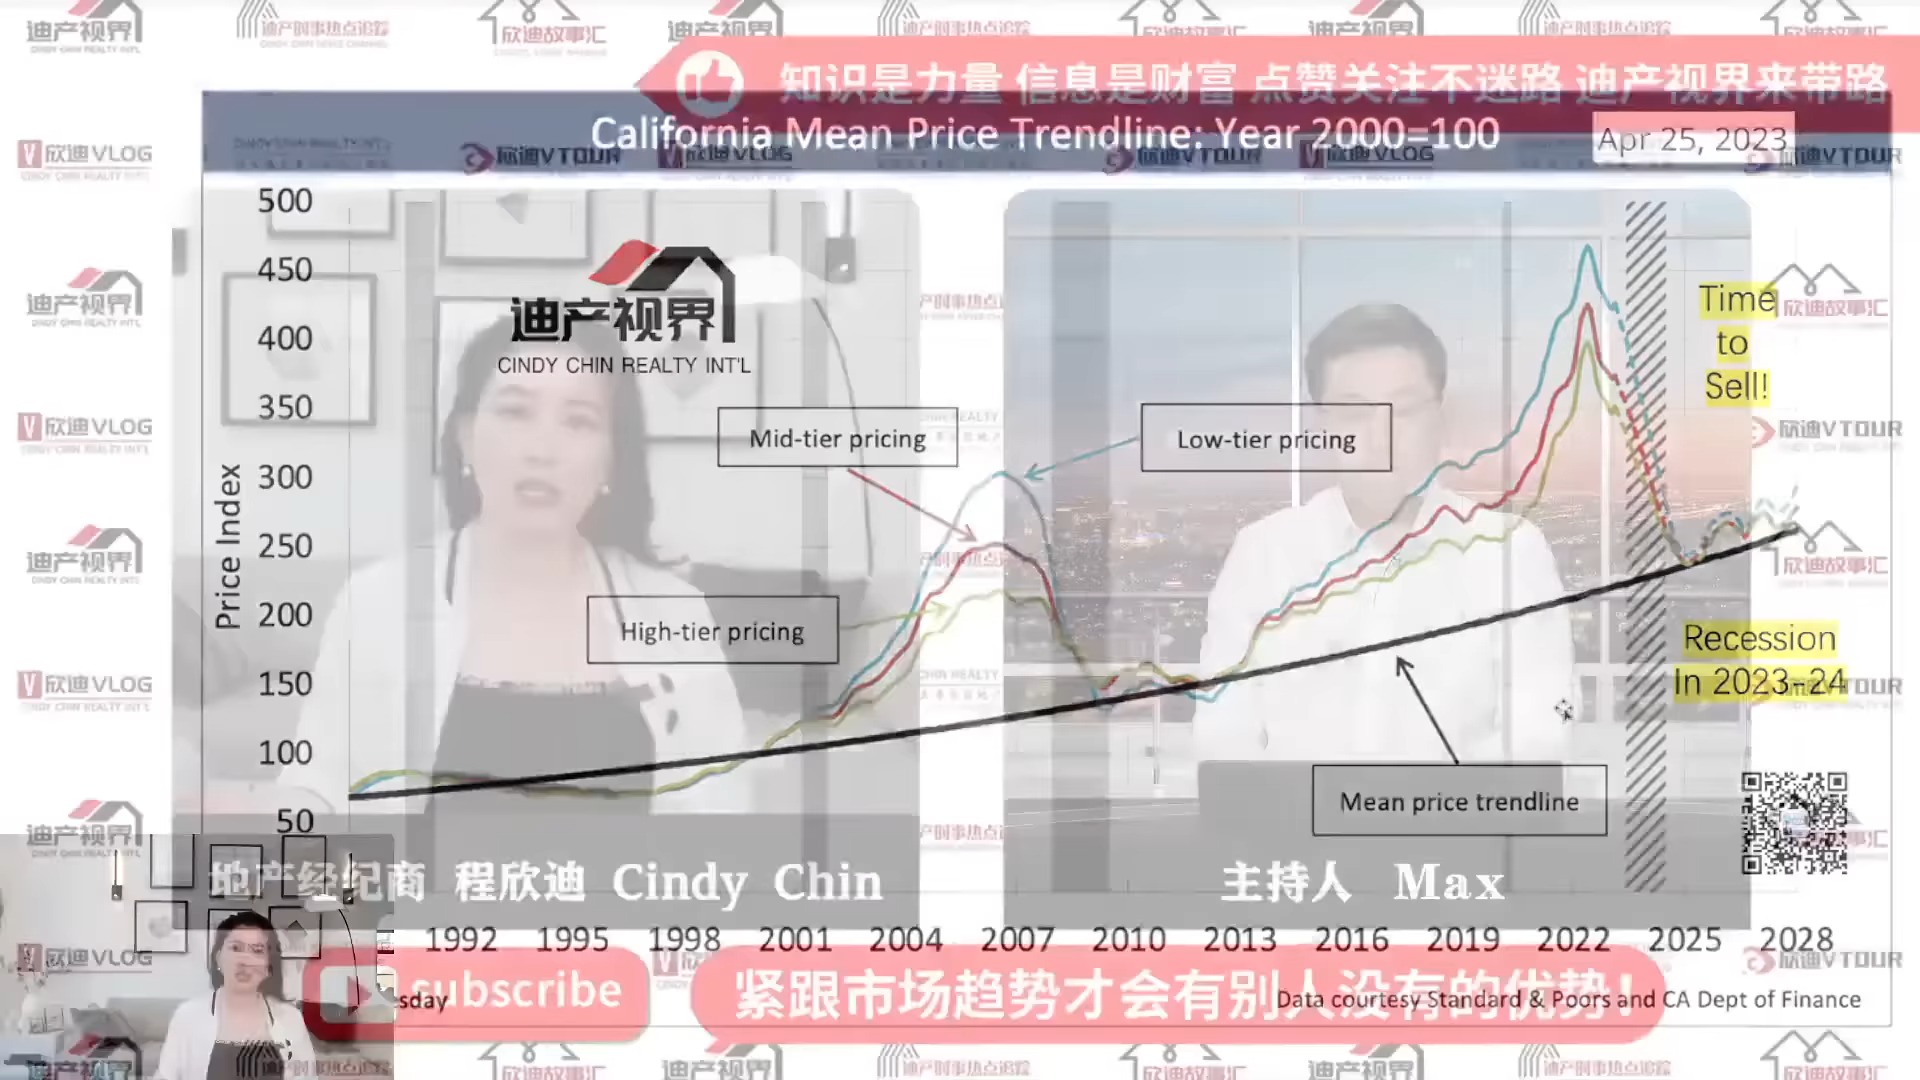 知识是力量 信息是财富 点赞关注不迷路 迪产视界来带路
California Mean Price Trendline: Year 2000=100
Apr 25, 2023
500
450
400
350
300
250
200
150
100
50
Price Index
迪产视界
CINDY CHIN REALTY INT'L
Mid-tier pricing
Low-tier pricing
High-tier pricing
Mean price trendline
Time
to
Sell!
Recession
In 2023-24
地产经纪商 程欣迪 Cindy Chin
主持人 Max
1992 1995 1998 2001 2004 2007 2010 2013 2016 2019 2022 2025 2028
subscribe
紧跟市场趋势才会有别人没有的优势!
Data courtesy Standard & Poors and CA Dept of Finance
欣迪VLOG
欣迪VTOUR
欣迪故事汇
迪产时事热点追踪